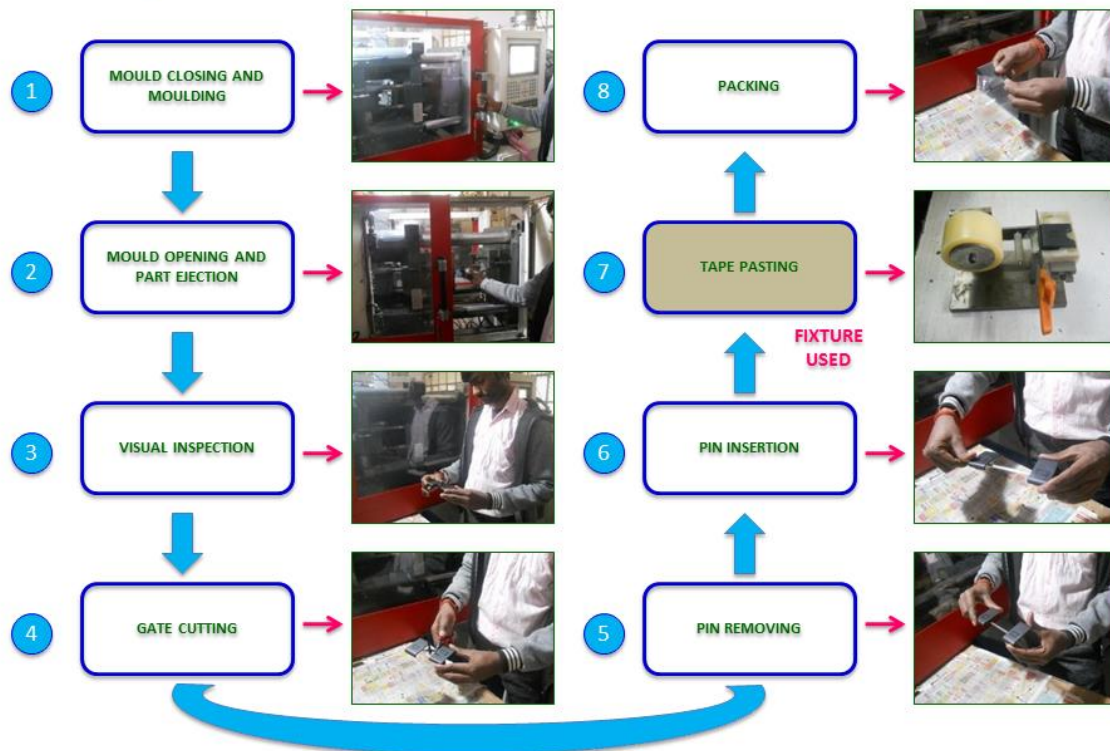 1
MOULD CLOSING AND
MOULDING
2
MOULD OPENING AND
PART EJECTION
3
VISUAL INSPECTION
4
GATE CUTTING
5
PIN REMOVING
6
PIN INSERTION
7
TAPE PASTING
FIXTURE
USED
8
PACKING